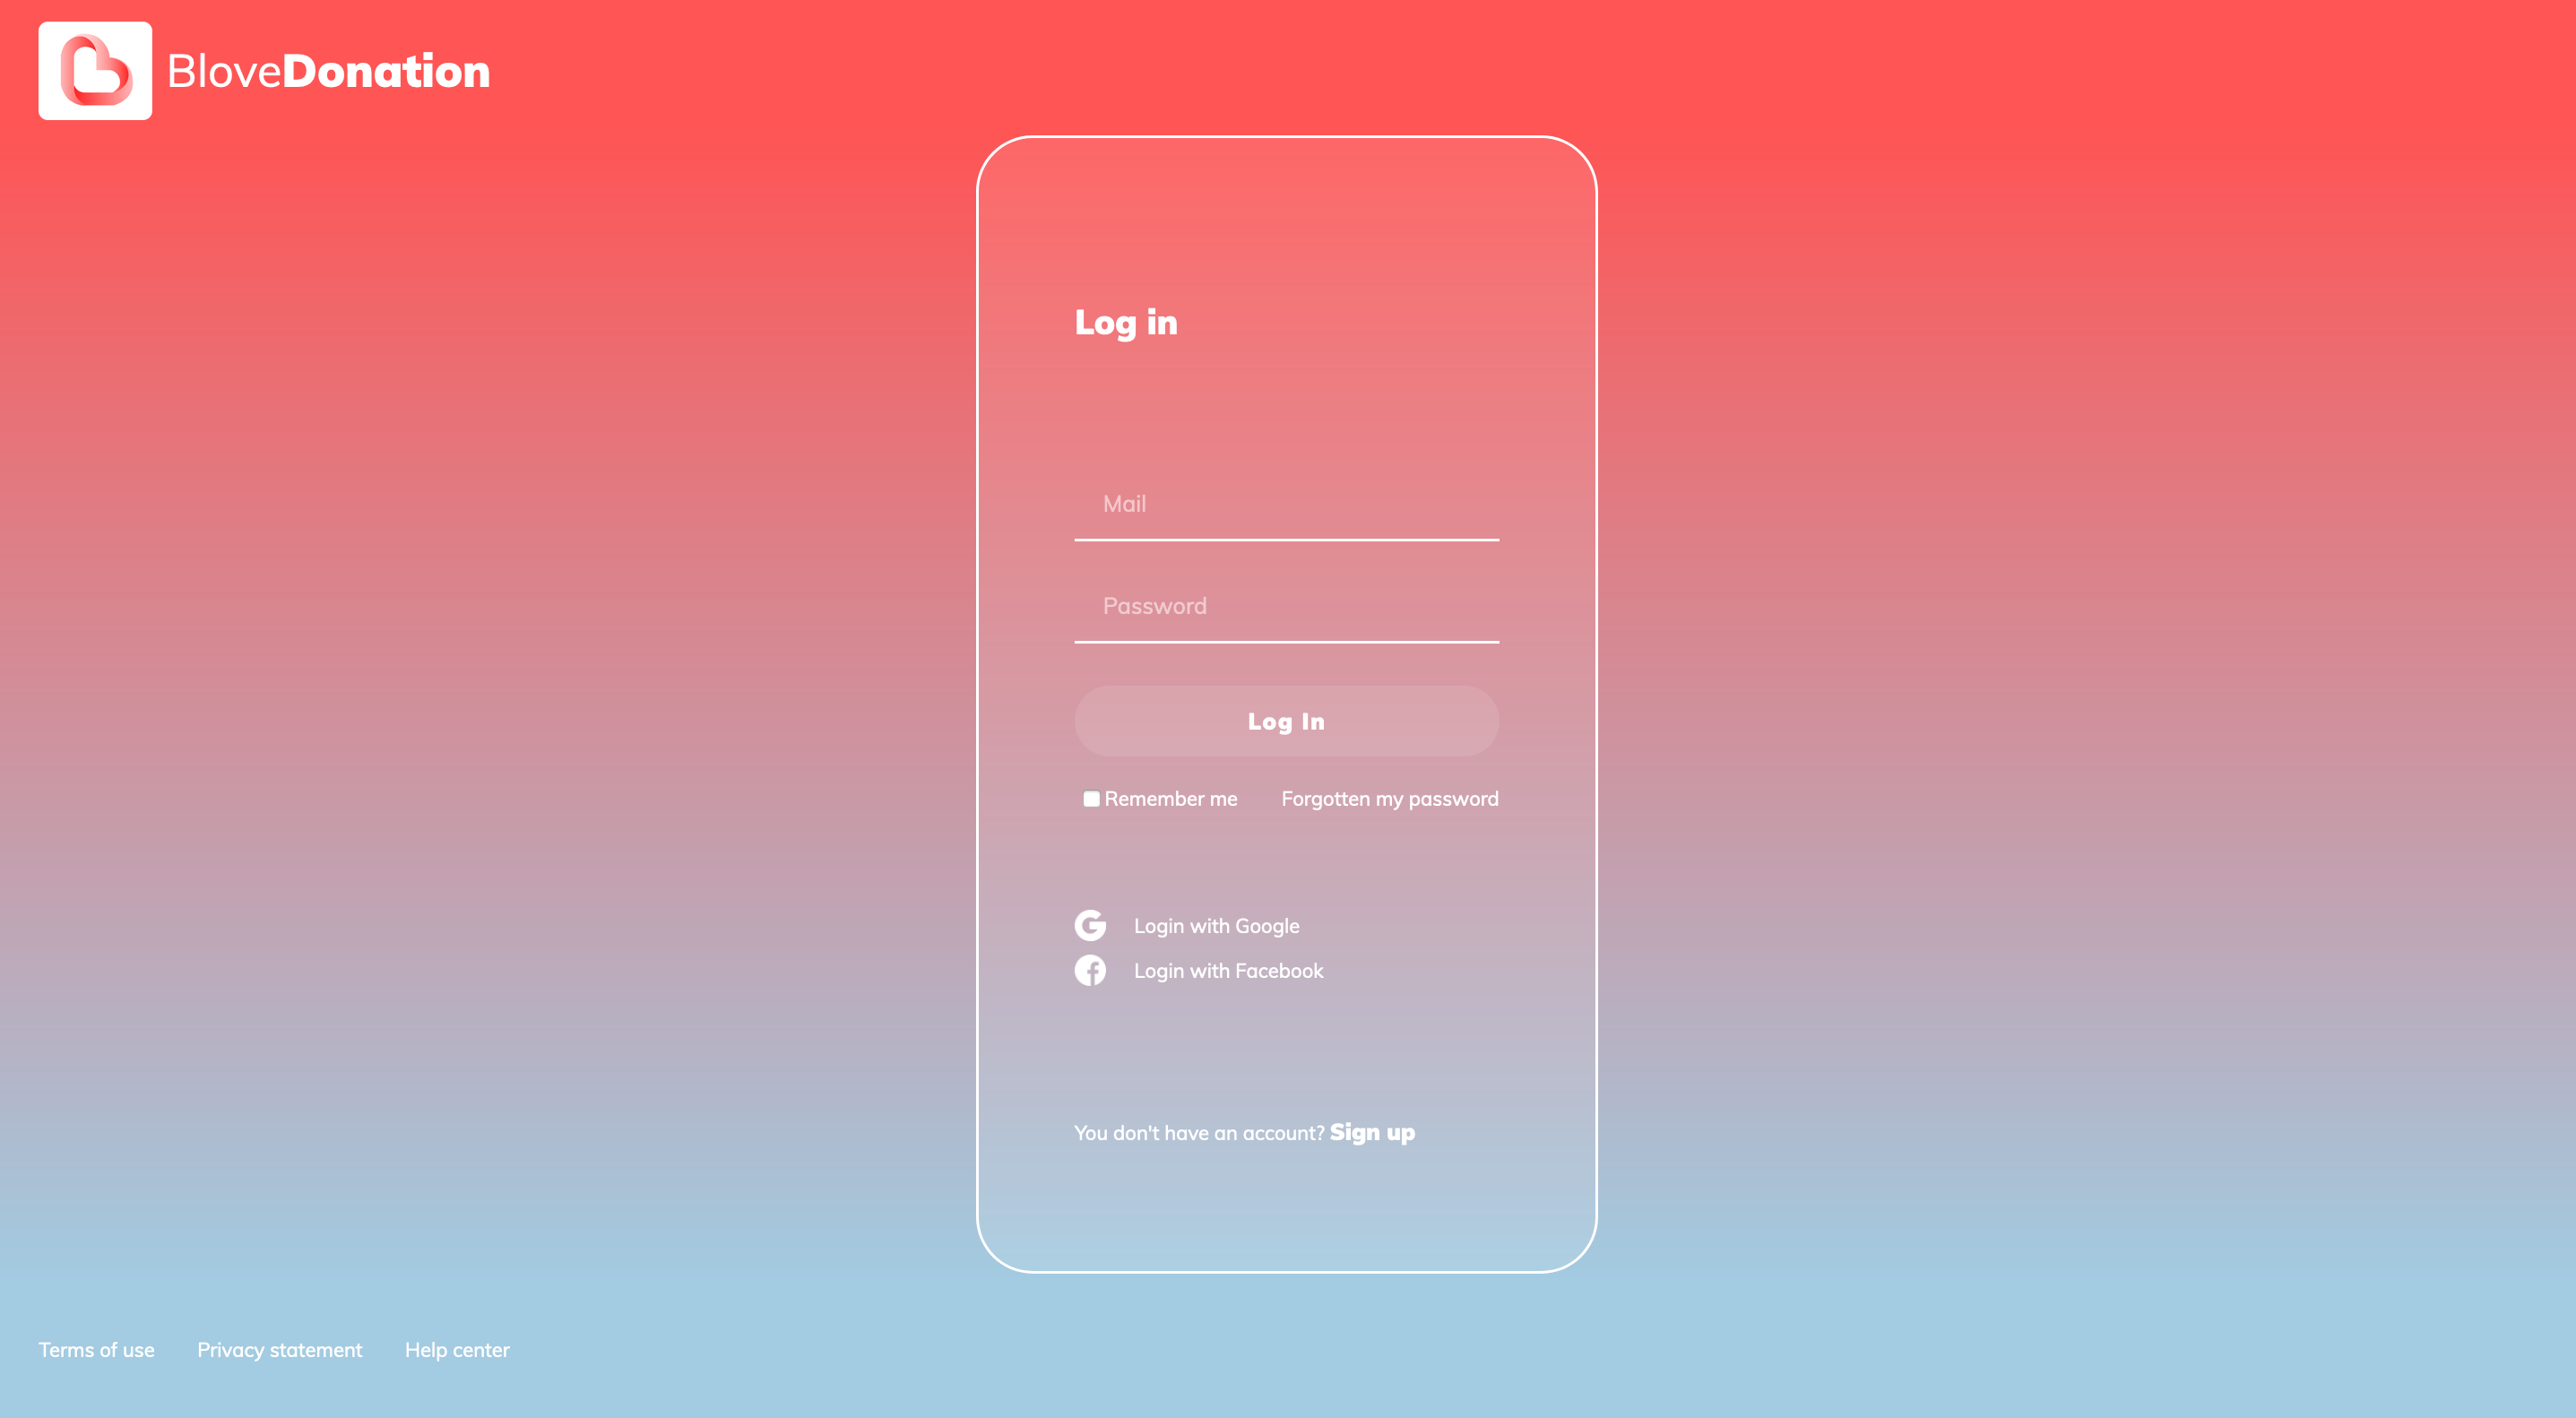 BloveDonation
Log in
Mail
Password
Log In
Remember me
Forgotten my password
Login with Google
Login with Facebook
You don't have an account? Sign up
Terms of use
Privacy statement
Help center